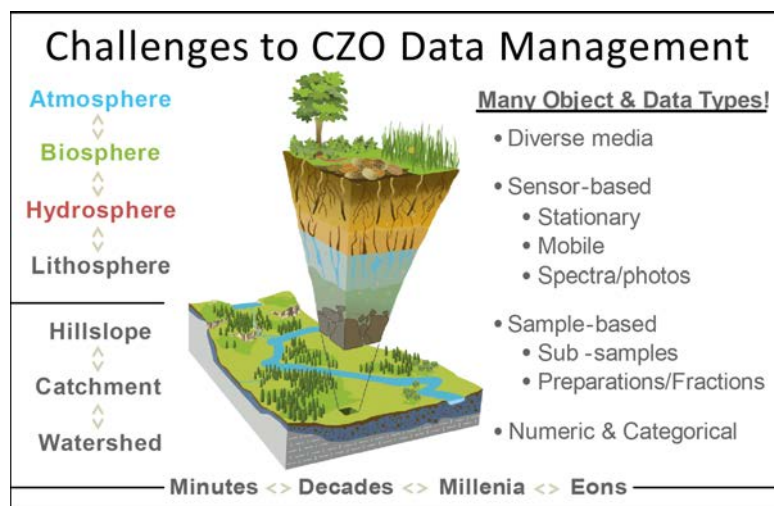 Challenges to CZO Data Management
Atmosphere
<>
Biosphere
<>
Hydrosphere
<>
Lithosphere
Hillslope
<>
Catchment
<>
Watershed
Many Object & Data Types!
• Diverse media
• Sensor-based
• Stationary
• Mobile
• Spectra/photos
• Sample-based
• Sub -samples
• Preparations/Fractions
• Numeric & Categorical
Minutes <> Decades <> Millenia <> Eons